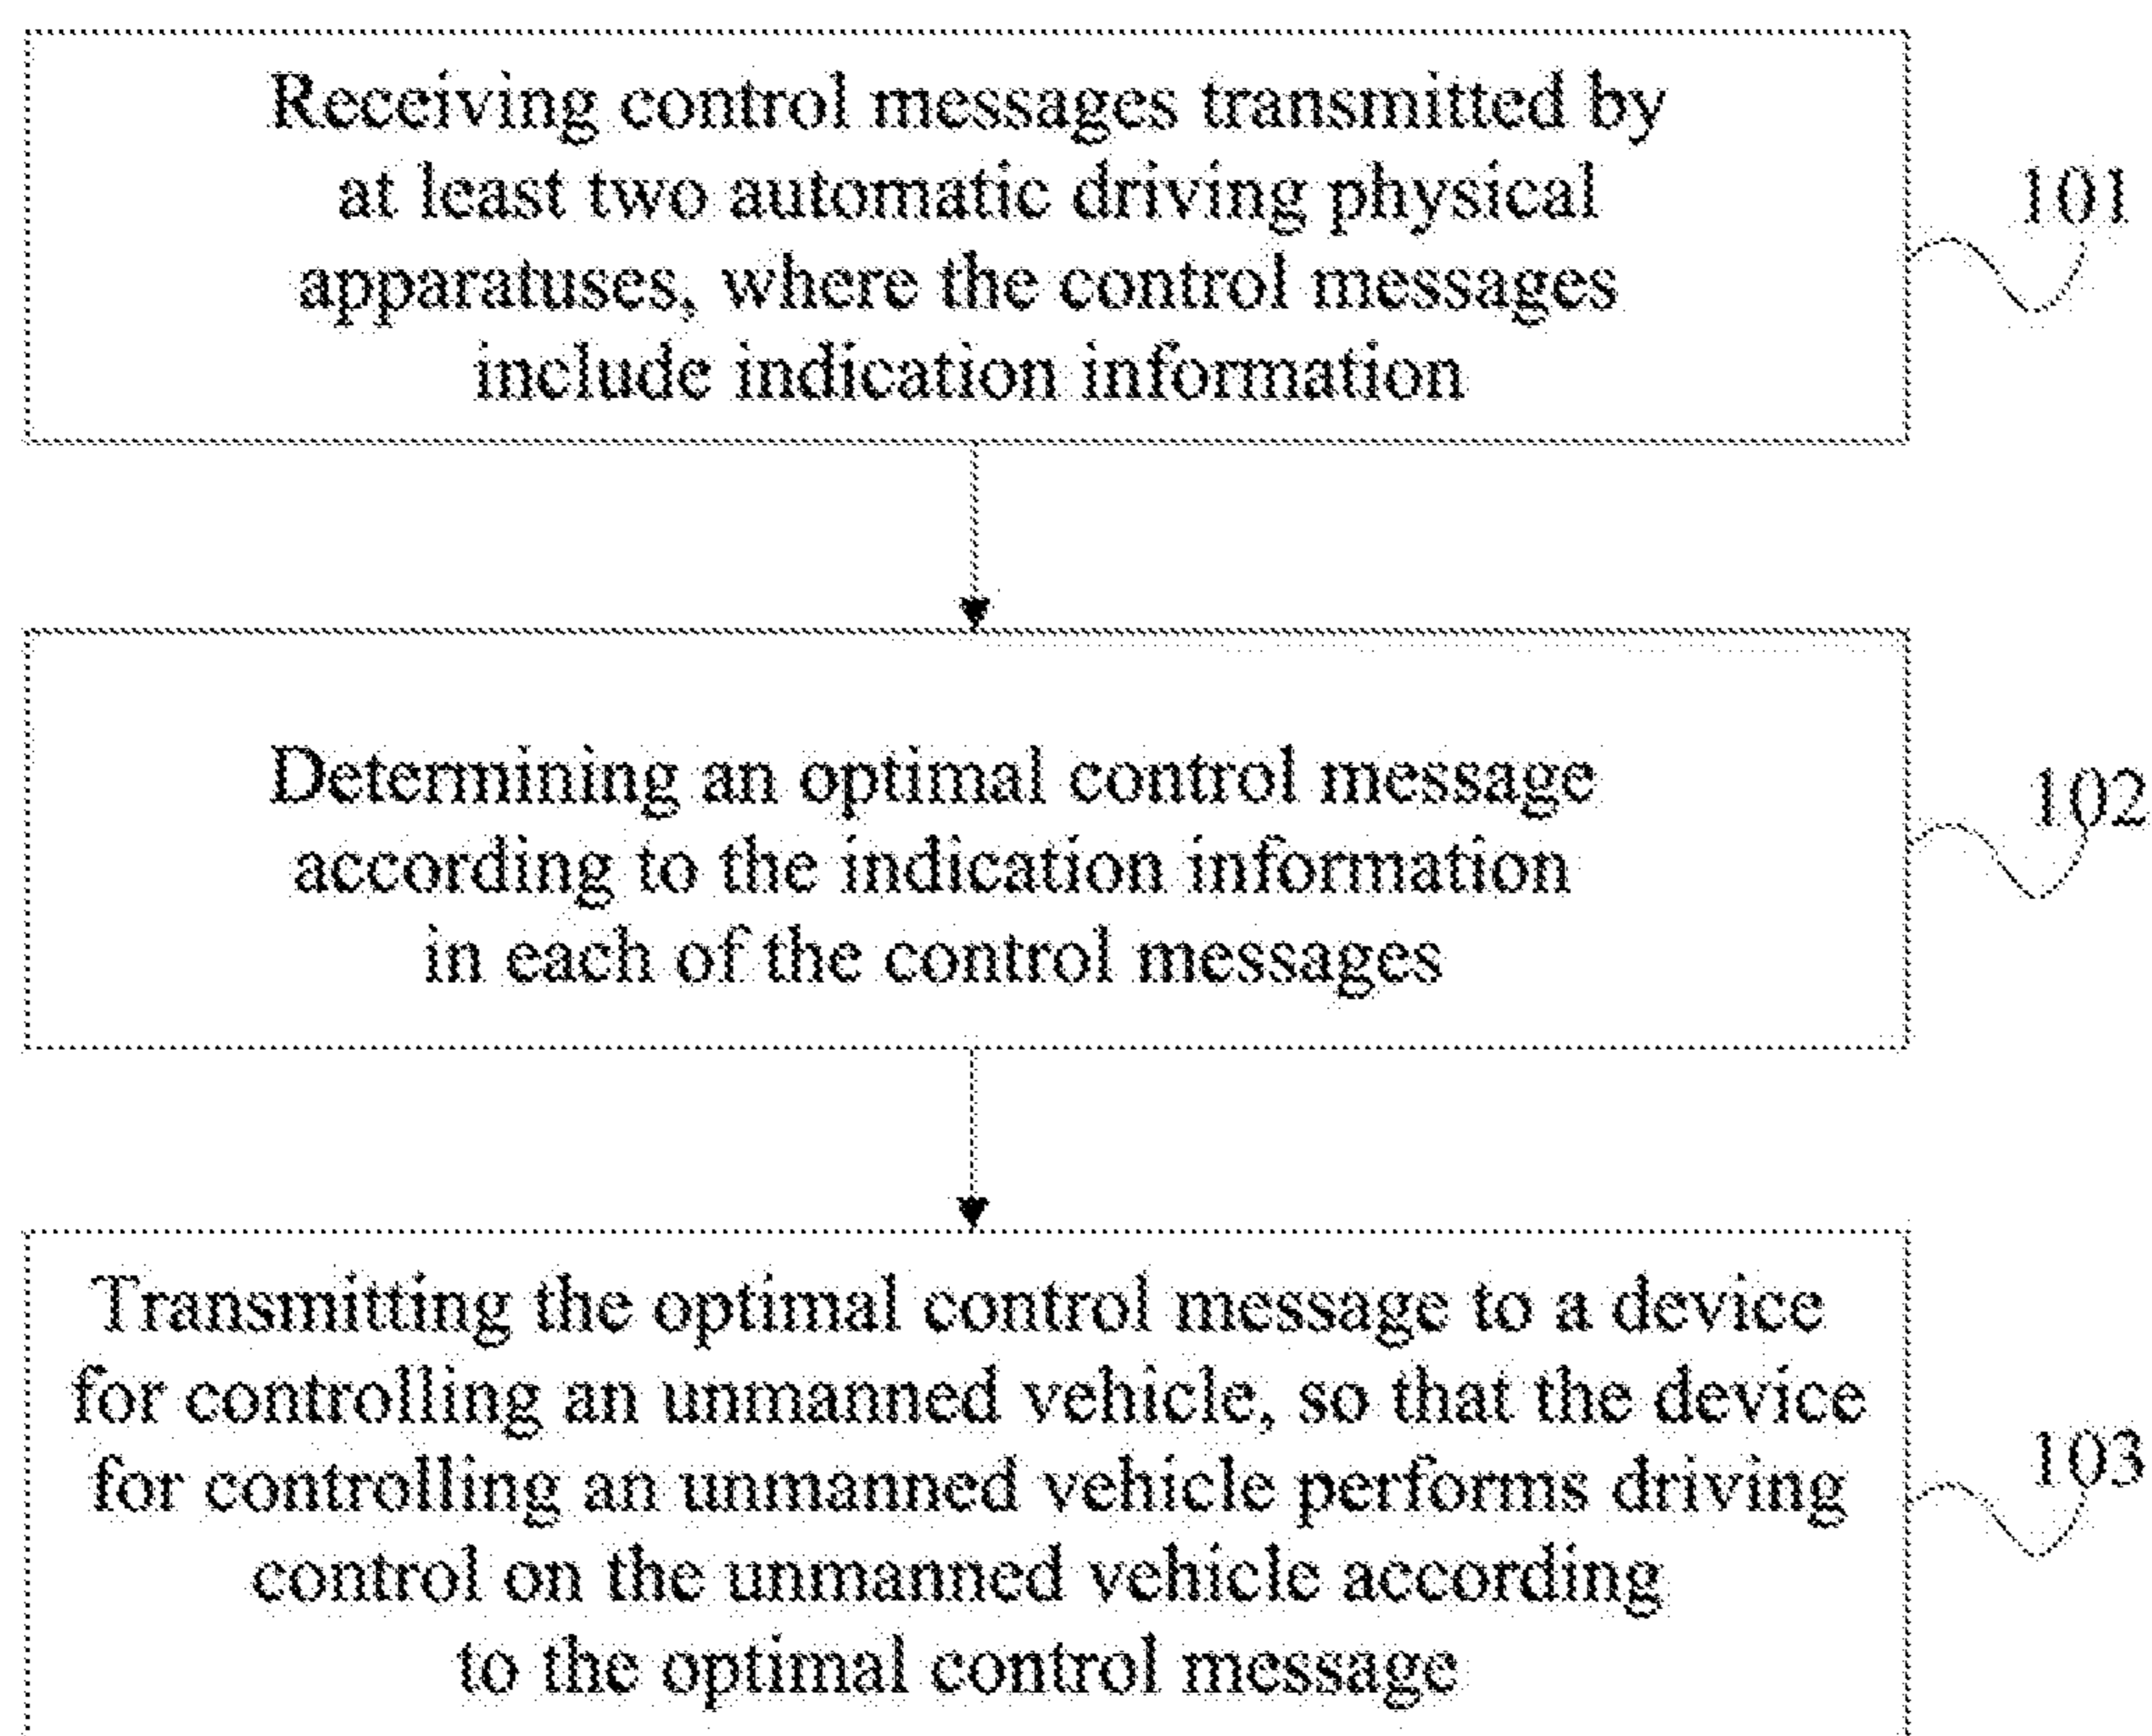 Receiving control messages transmitted by
at least two automatic driving physical
apparatuses, where the control messages
include indication information
101
Determining an optimal control message
according to the indication information
in each of the control messages
102
Transmitting the optimal control message to a device
for controlling an unmanned vehicle, so that the device
for controlling an unmanned vehicle performs driving
control on the unmanned vehicle according
to the optimal control message
103